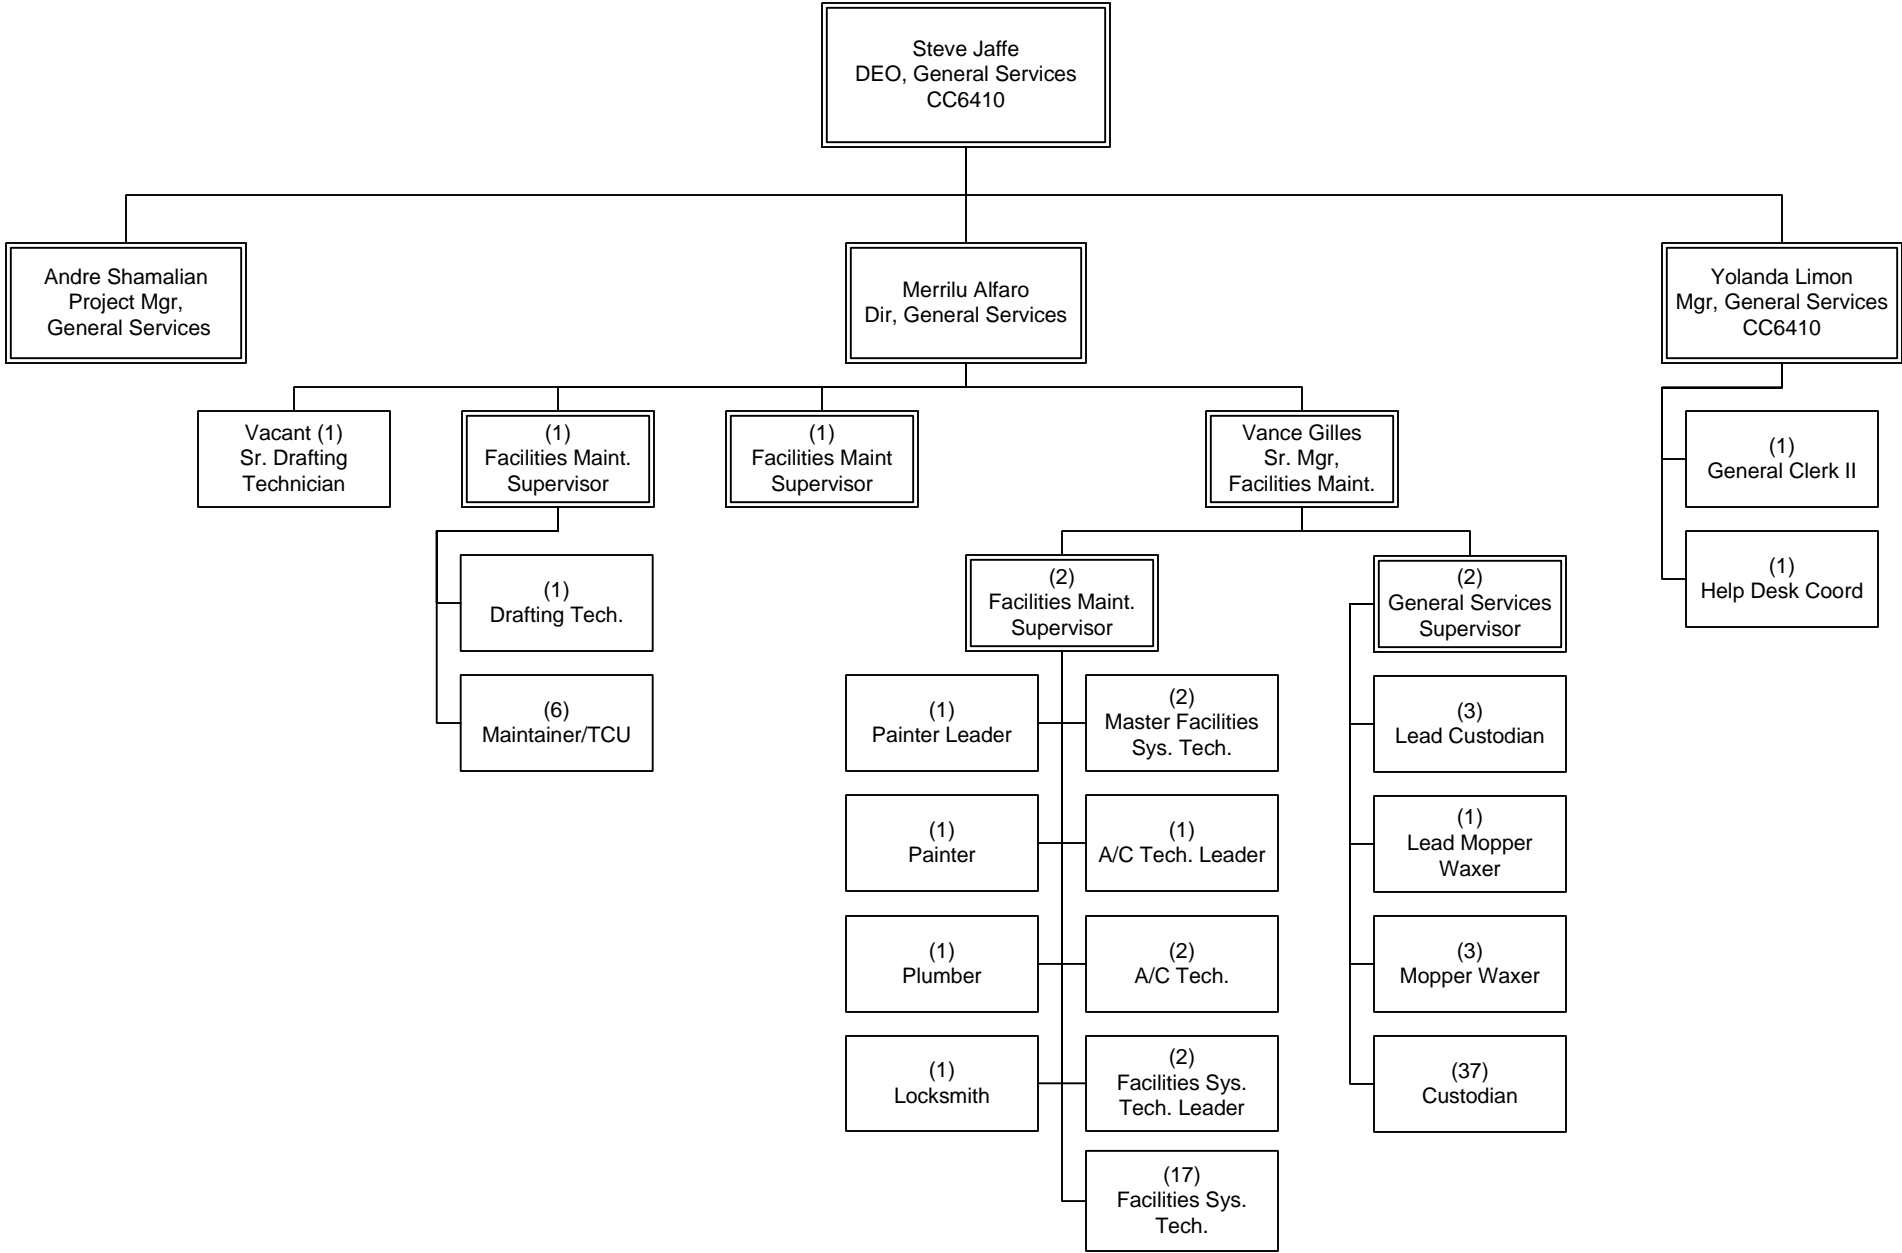 Steve Jaffe
DEO, General Services
CC6410
Andre Shamalian
Project Mgr,
General Services
Merrilu Alfaro
Dir, General Services
Yolanda Limon
Mgr, General Services
CC6410
Vacant (1)
Sr. Drafting
Technician
(1)
Facilities Maint.
Supervisor
(1)
Facilities Maint
Supervisor
Vance Gilles
Sr. Mgr,
Facilities Maint.
(1)
General Clerk II
(1)
Drafting Tech.
(2)
Facilities Maint.
Supervisor
(2)
General Services
Supervisor
(1)
Help Desk Coord
(6)
Maintainer/TCU
(1)
Painter Leader
(2)
Master Facilities
Sys. Tech.
(3)
Lead Custodian
(1)
Painter
(1)
A/C Tech. Leader
(1)
Lead Mopper
Waxer
(1)
Plumber
(2)
A/C Tech.
(3)
Mopper Waxer
(1)
Locksmith
(2)
Facilities Sys.
Tech. Leader
(37)
Custodian
(17)
Facilities Sys.
Tech.